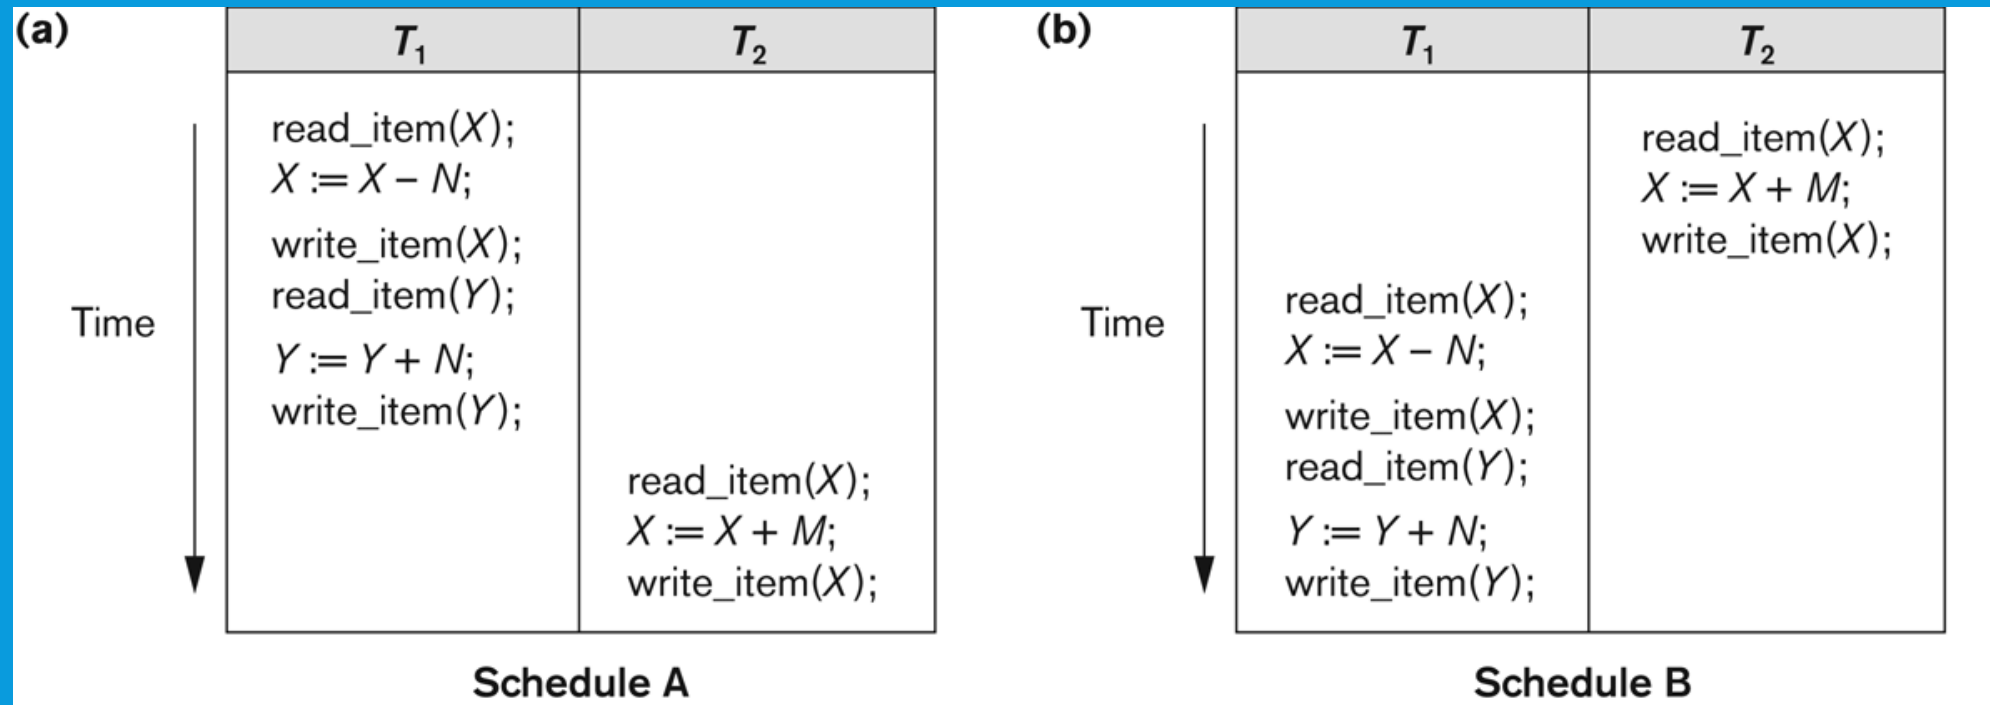 (a)
T1 T2
read_item(X);
X := X – N;
write_item(X);
read_item(Y);
Time
Y := Y + N;
write_item(Y);
read_item(X);
X := X + M;
write_item(X);
Schedule A
(b)
T1 T2
read_item(X);
X := X + M;
write_item(X);
read_item(X);
Time
X := X – N;
write_item(X);
read_item(Y);
Y := Y + N;
write_item(Y);
Schedule B